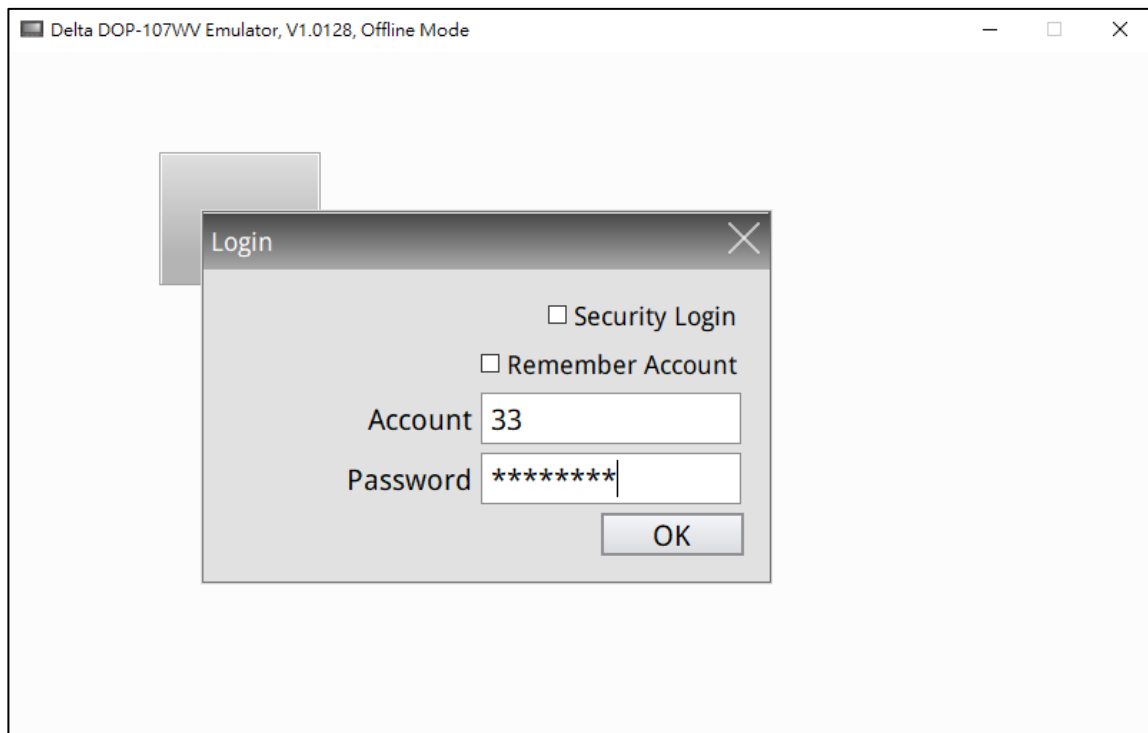 Delta DOP-107WV Emulator, V1.0128, Offline Mode
Login
Security Login
Remember Account
Account 33
Password ********
OK